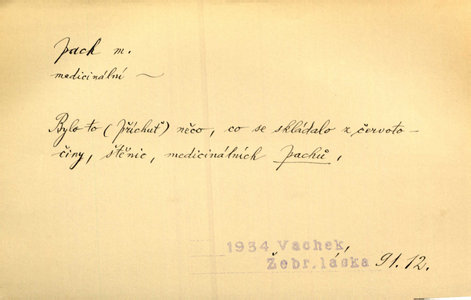 pach m.
medicinální ~
Bylo to (příchuť) něco, co se skládalo z červoto-
činy, štěnic, medicinálních pachů,
1934 Vachek,
Žebr.láska 91.12.